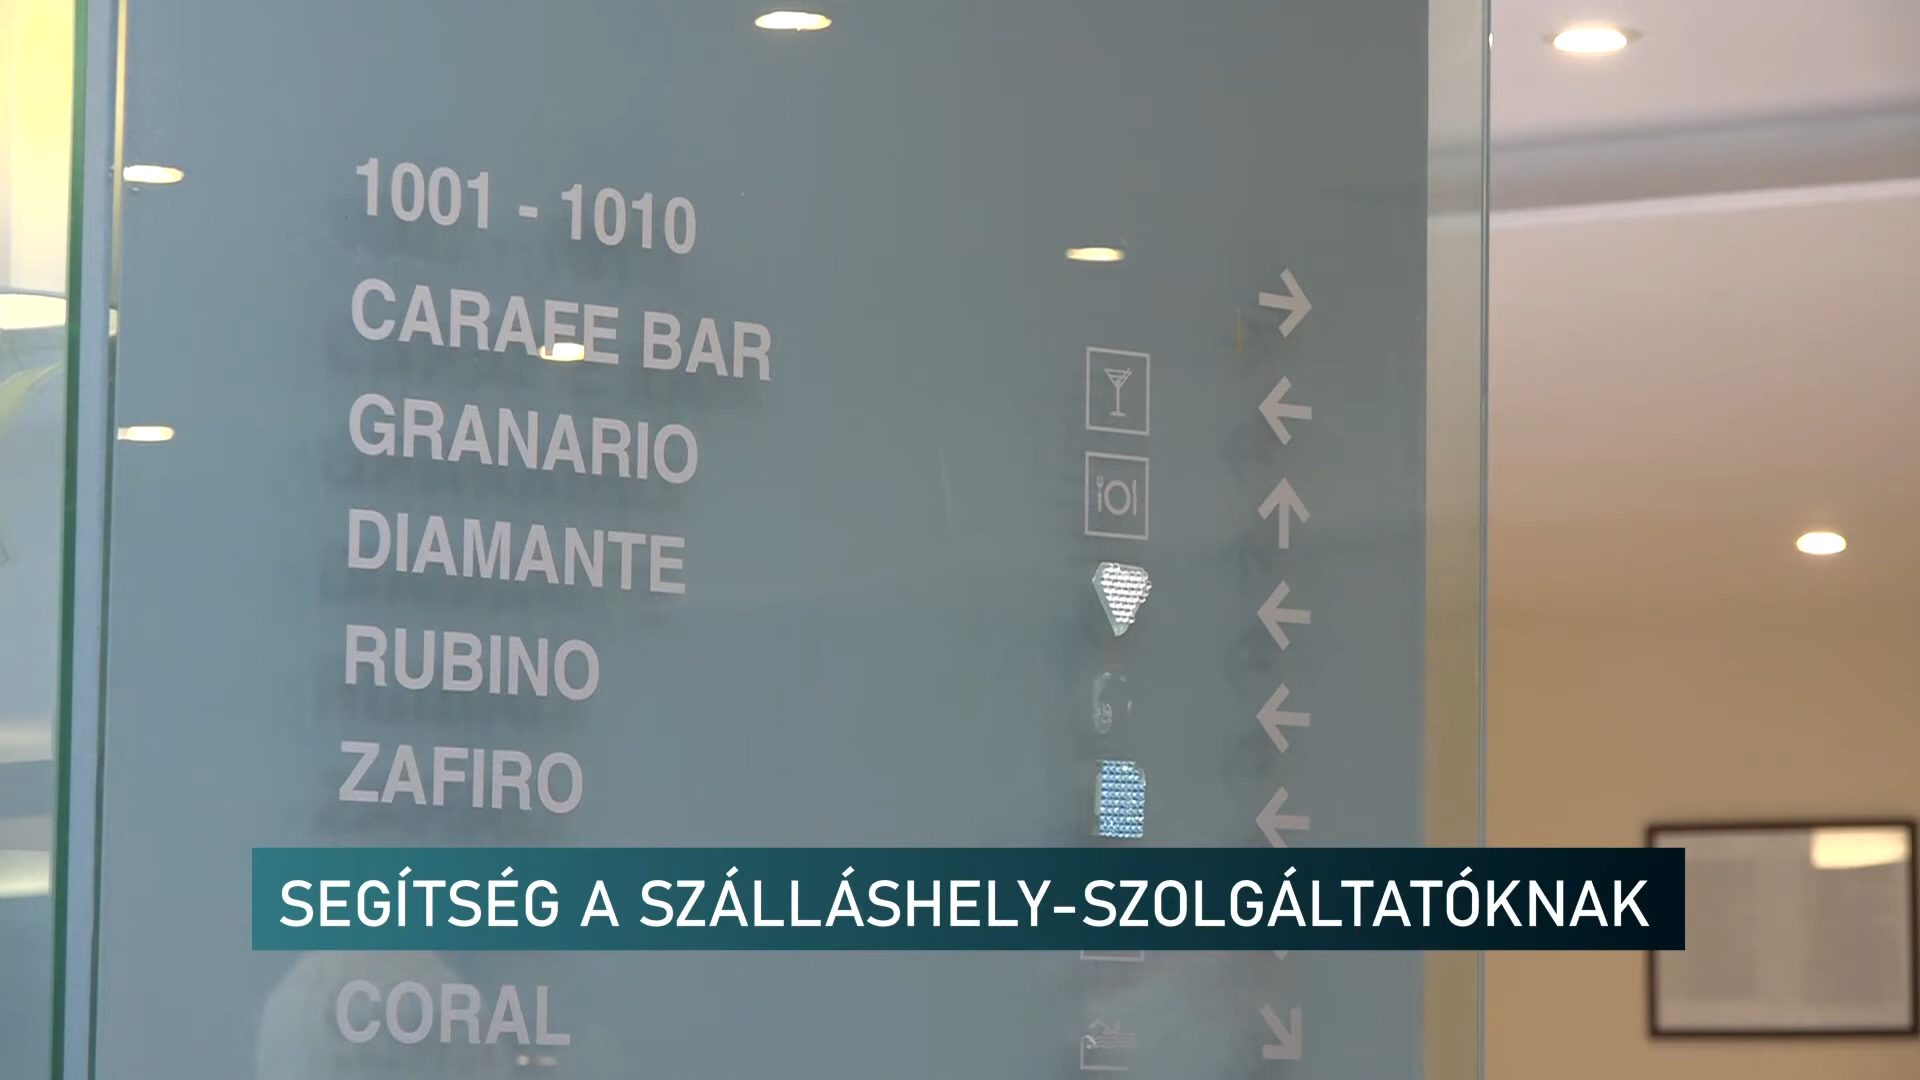 1001 - 1010
CARAFE BAR
GRANARIO
DIAMANTE
RUBINO
ZAFIRO
SEGÍTSÉG A SZÁLLÁSHELY-SZOLGÁLTATÓKNAK
CORAL